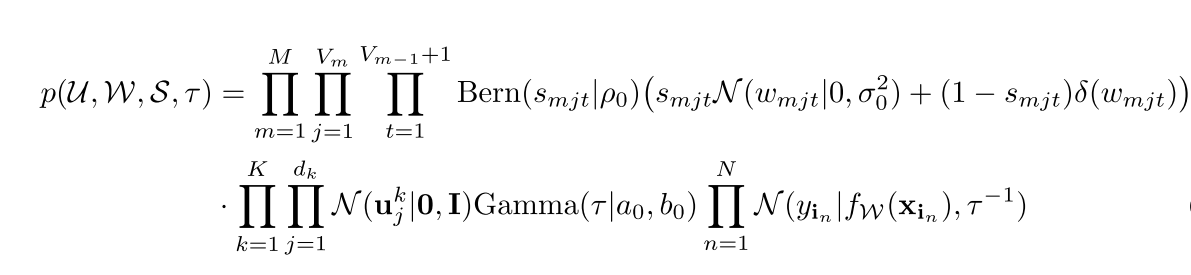 p(𝒰, 𝒲, 𝒮, τ) = ∏_{m=1}^{M} ∏_{j=1}^{V_m} ∏_{t=1}^{V_{m−1}+1} Bern(s_{mjt}|ρ_0)(s_{mjt}𝒩(w_{mjt}|0, σ_0^2) + (1 − s_{mjt})δ(w_{mjt}))
· ∏_{k=1}^{K} ∏_{j=1}^{d_k} 𝒩(𝐮_j^k|𝟎, 𝐈)Gamma(τ|a_0, b_0) ∏_{n=1}^{N} 𝒩(y_{𝐢_n}|f_𝒲(𝐱_{𝐢_n}), τ^{−1})